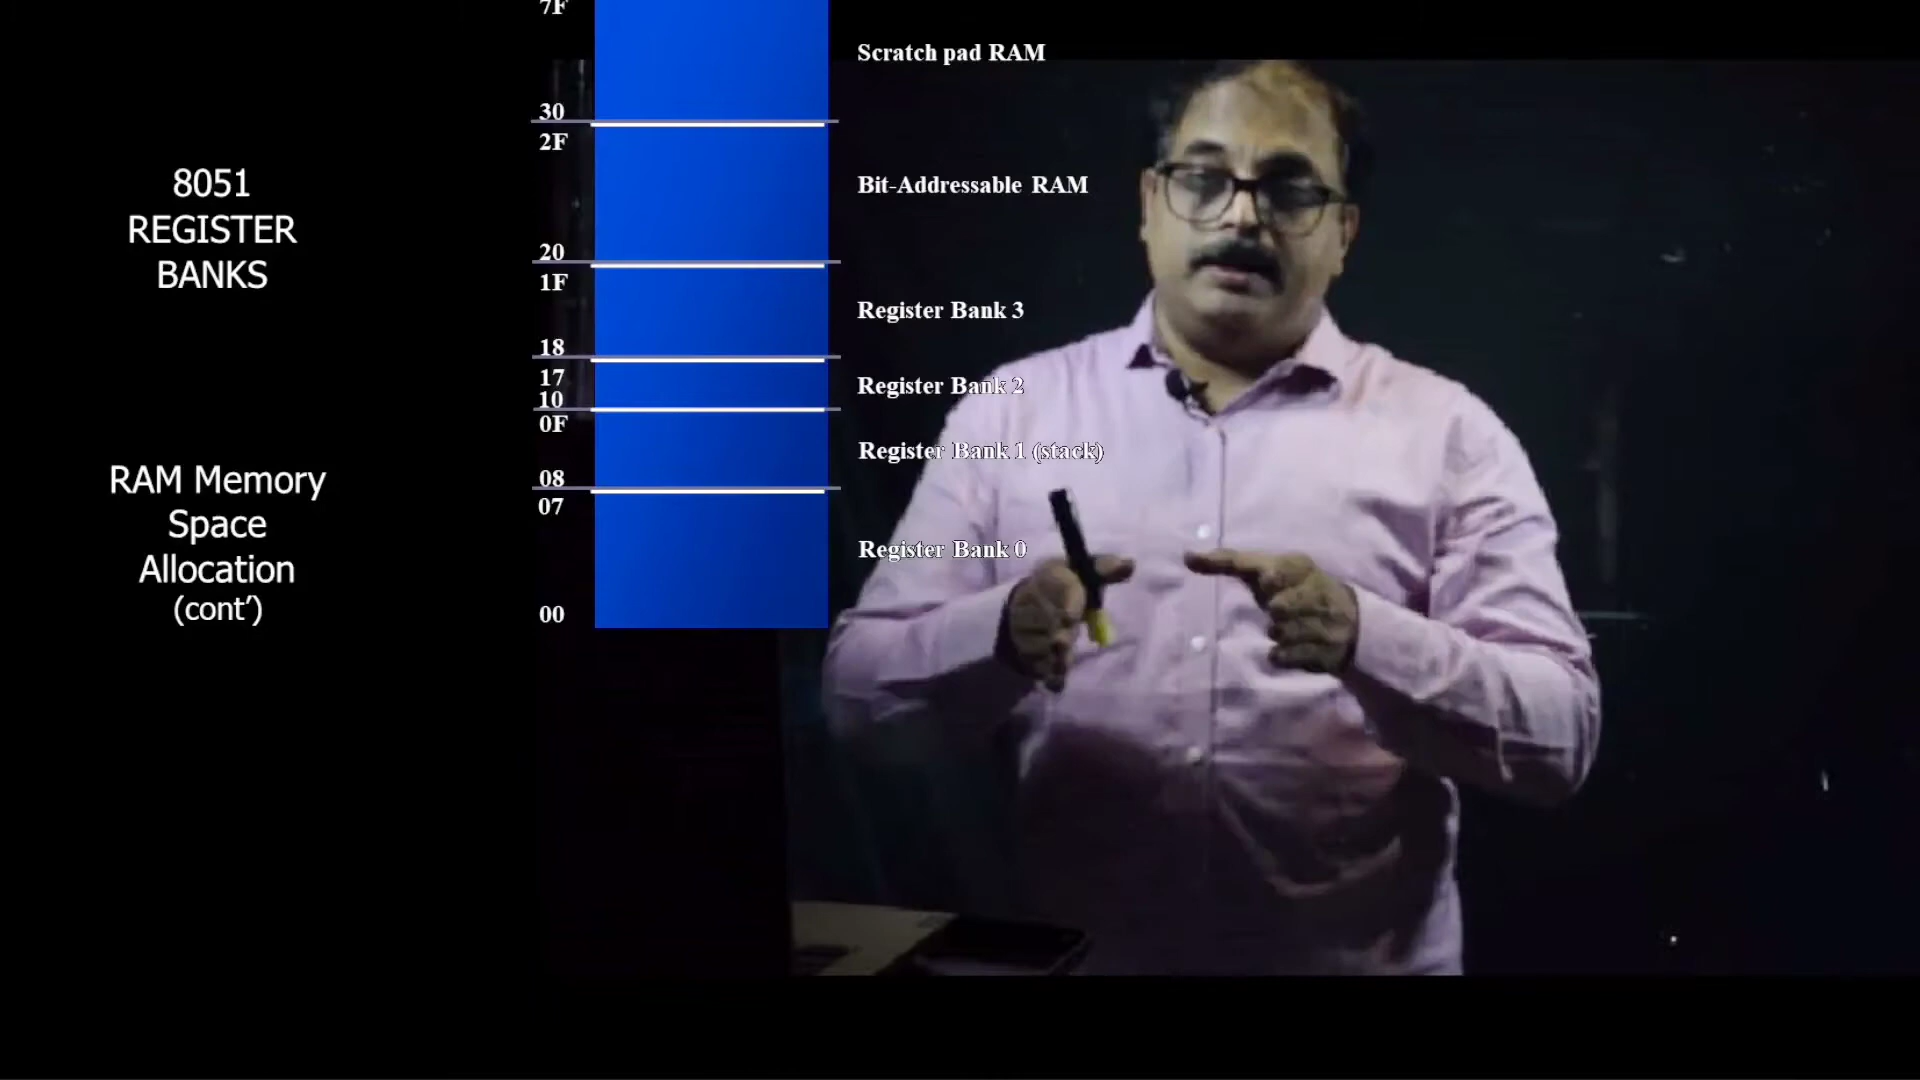 8051
REGISTER
BANKS
RAM Memory
Space
Allocation
(cont’)
7F
Scratch pad RAM
30
2F
Bit-Addressable RAM
20
1F
Register Bank 3
18
17
Register Bank 2
10
0F
Register Bank 1 (stack)
08
07
Register Bank 0
00